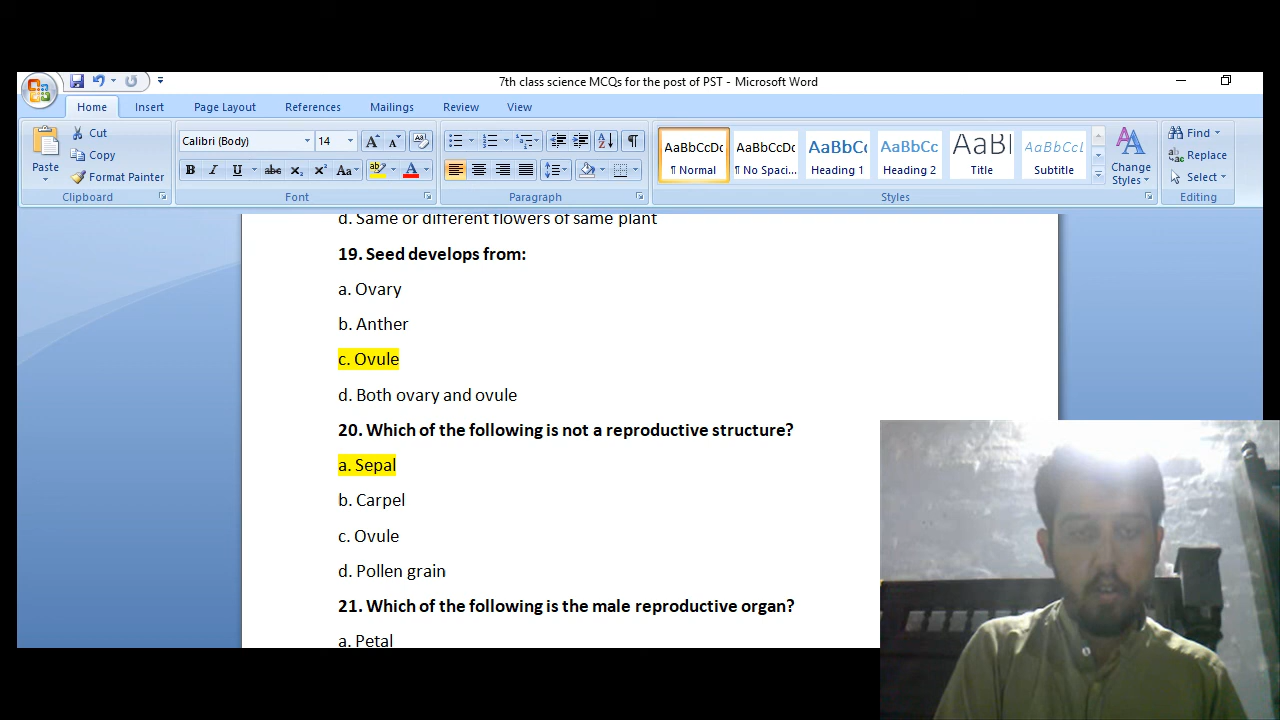 7th class science MCQs for the post of PST - Microsoft Word
Home Insert Page Layout References Mailings Review View
Paste
Cut
Copy
Format Painter
Clipboard
Calibri (Body) 14
B I U abc x₂ x² Aa
Font
Paragraph
AaBbCcDc AaBbCcDc AaBbCc AaBbCc AaBl AaBbCcL
¶ Normal ¶ No Spaci... Heading 1 Heading 2 Title Subtitle
Change Styles
Styles
Find
Replace
Select
Editing
d. Same or different flowers of same plant
19. Seed develops from:
a. Ovary
b. Anther
c. Ovule
d. Both ovary and ovule
20. Which of the following is not a reproductive structure?
a. Sepal
b. Carpel
c. Ovule
d. Pollen grain
21. Which of the following is the male reproductive organ?
a. Petal